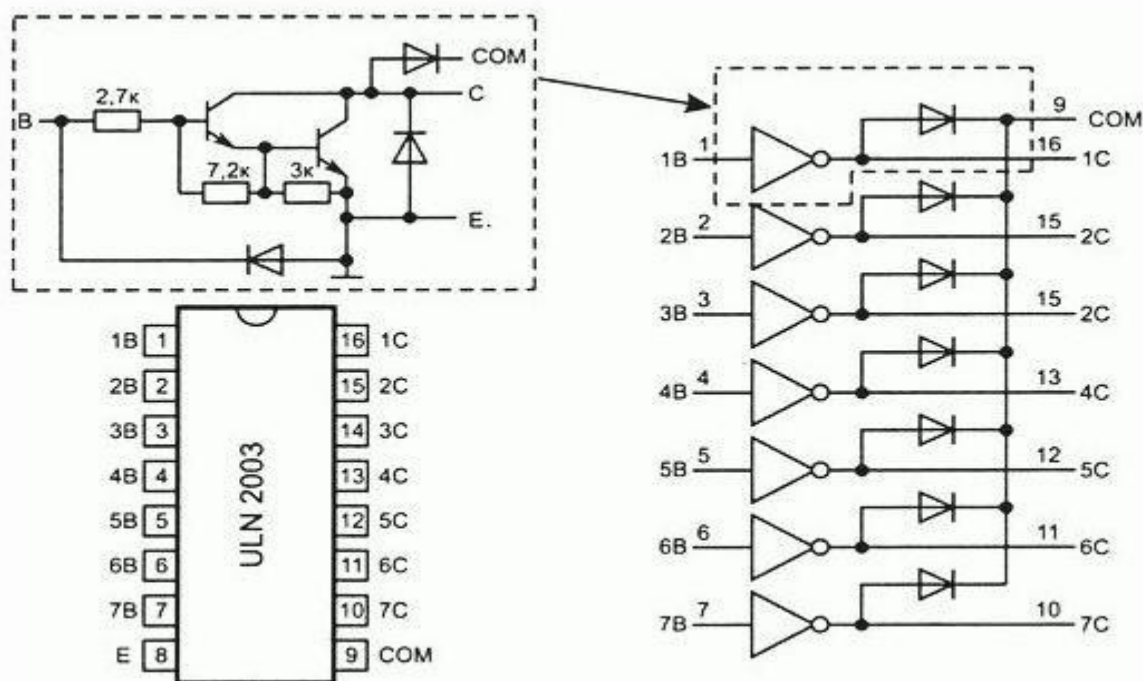 COM
C
2,7к
B
7,2к 3к
E.
1B 1 16 1C
2B 2 15 2C
3B 3 14 3C
4B 4 13 4C
5B 5 12 5C
6B 6 11 6C
7B 7 10 7C
E 8 9 COM
ULN 2003
9 COM
1B 1 16 1C
2B 2 15 2C
3B 3 15 2C
4B 4 13 4C
5B 5 12 5C
6B 6 11 6C
7B 7 10 7C